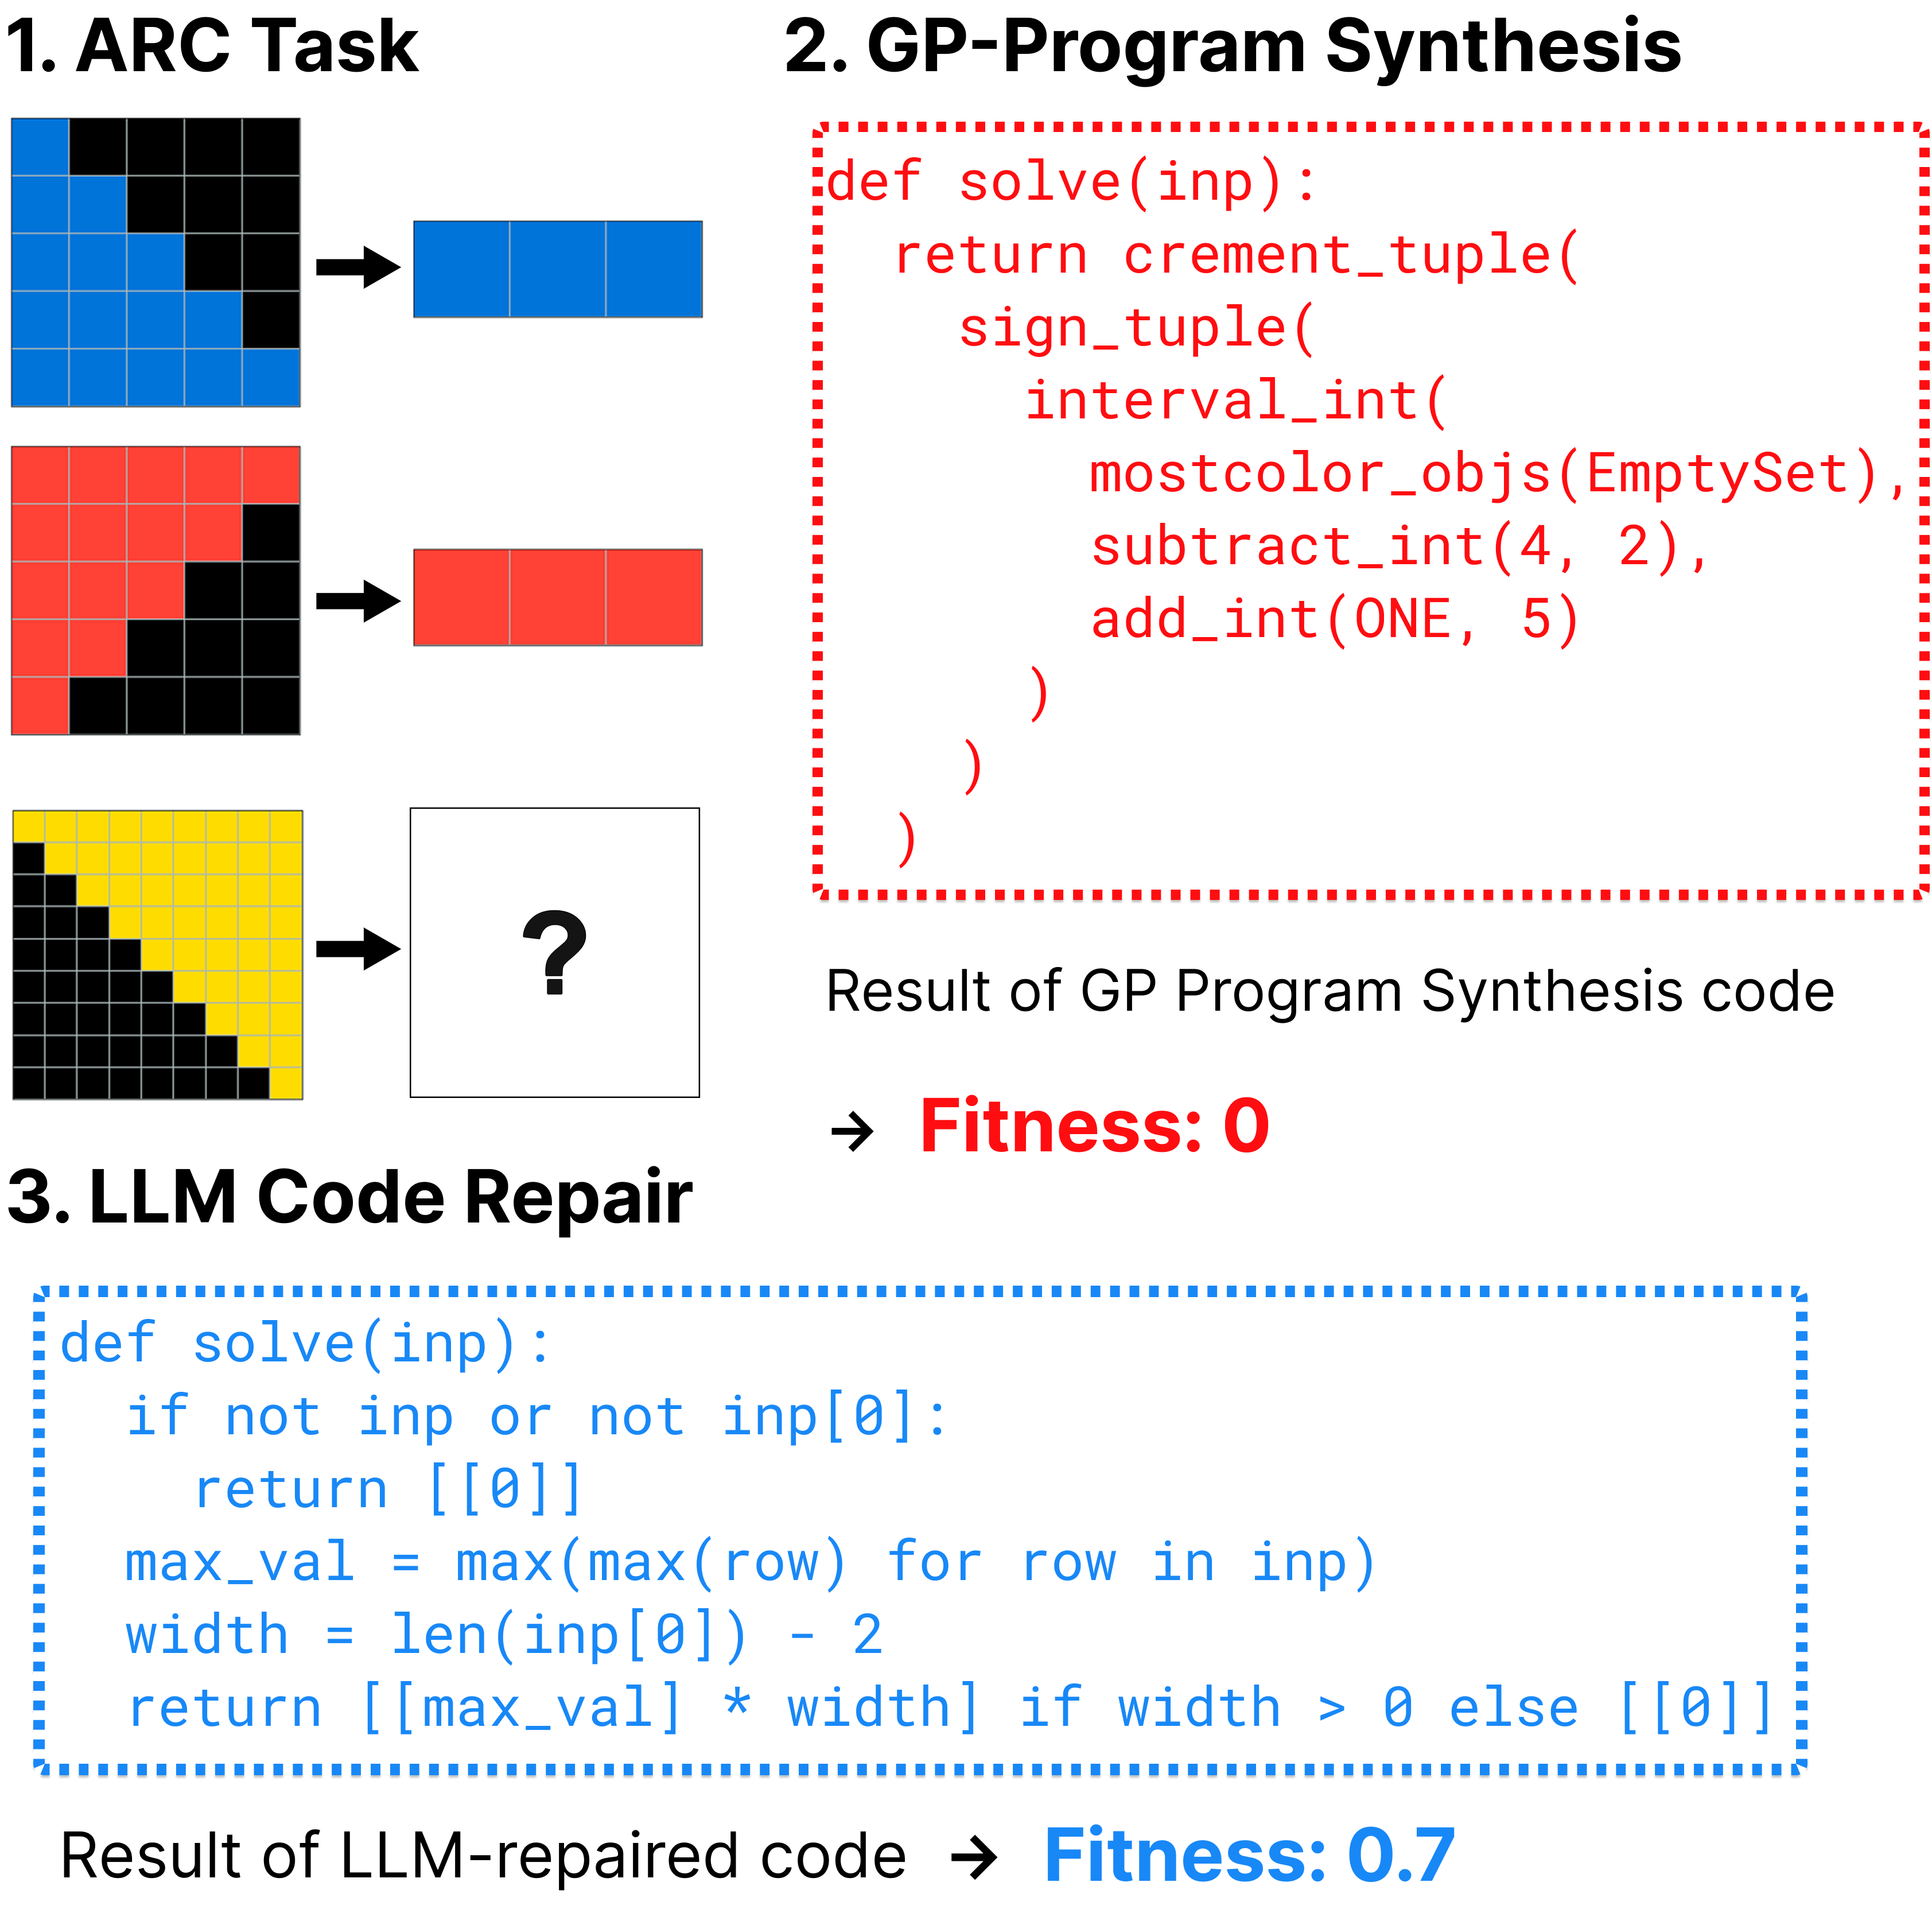 1. ARC Task
?
2. GP-Program Synthesis
def solve(inp):
return crement_tuple(
sign_tuple(
interval_int(
mostcolor_objs(EmptySet),
subtract_int(4, 2),
add_int(ONE, 5)
)
)
)
Result of GP Program Synthesis code
→ Fitness: 0
3. LLM Code Repair
def solve(inp):
if not inp or not inp[0]:
return [[0]]
max_val = max(max(row) for row in inp)
width = len(inp[0]) - 2
return [[max_val] * width] if width > 0 else [[0]]
Result of LLM-repaired code → Fitness: 0.7